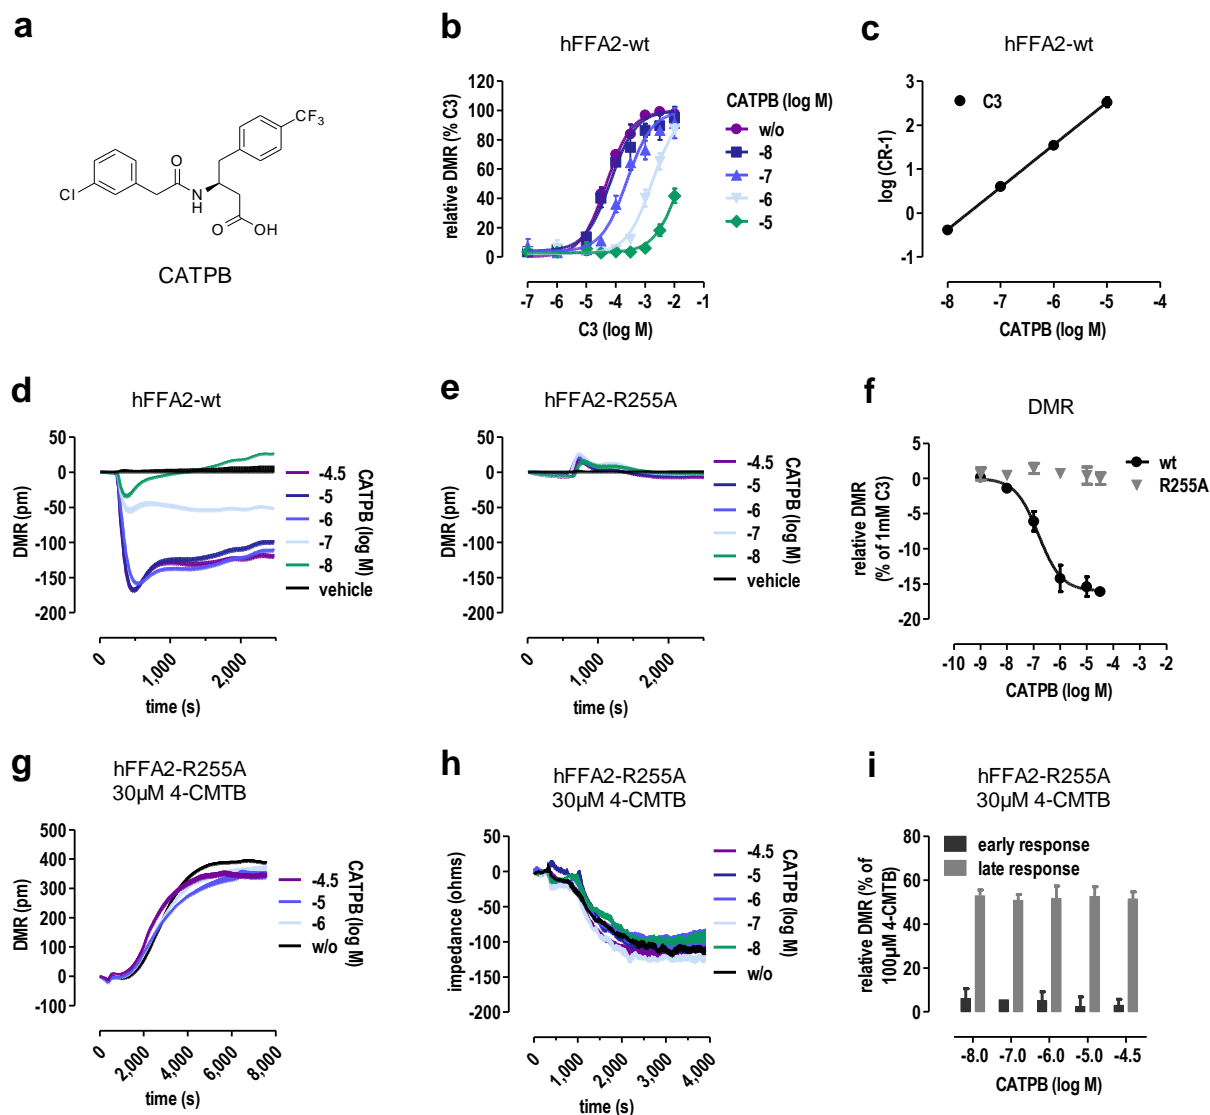 a
CF3
O
Cl
N
H
O
OH
CATPB
b
hFFA2-wt
relative DMR (% C3)
120
100
80
60
40
20
0
-7 -6 -5 -4 -3 -2 -1
C3 (log M)
CATPB (log M)
w/o
-8
-7
-6
-5
c
hFFA2-wt
log (CR-1)
3
2
1
0
-1
C3
-8 -7 -6 -5 -4
CATPB (log M)
d
hFFA2-wt
DMR (pm)
50
0
-50
-100
-150
-200
0 1,000 2,000
time (s)
-4.5
-5
-6
-7
-8
vehicle
CATPB (log M)
e
hFFA2-R255A
DMR (pm)
50
0
-50
-100
-150
-200
0 1,000 2,000
time (s)
-4.5
-5
-6
-7
-8
vehicle
CATPB (log M)
f
DMR
relative DMR
(% of 1mM C3)
5
0
-5
-10
-15
-20
wt
R255A
-10 -9 -8 -7 -6 -5 -4 -3 -2
CATPB (log M)
g
hFFA2-R255A
30µM 4-CMTB
DMR (pm)
500
400
300
200
100
0
-100
0 2,000 4,000 6,000 8,000
time (s)
-4.5
-5
-6
w/o
CATPB (log M)
h
hFFA2-R255A
30µM 4-CMTB
impedance (ohms)
50
0
-50
-100
-150
-200
0 1,000 2,000 3,000 4,000
time (s)
-4.5
-5
-6
-7
-8
w/o
CATPB (log M)
i
hFFA2-R255A
30µM 4-CMTB
relative DMR (% of
100µM 4-CMTB)
80
60
40
20
0
early response
late response
-8.0 -7.0 -6.0 -5.0 -4.5
CATPB (log M)